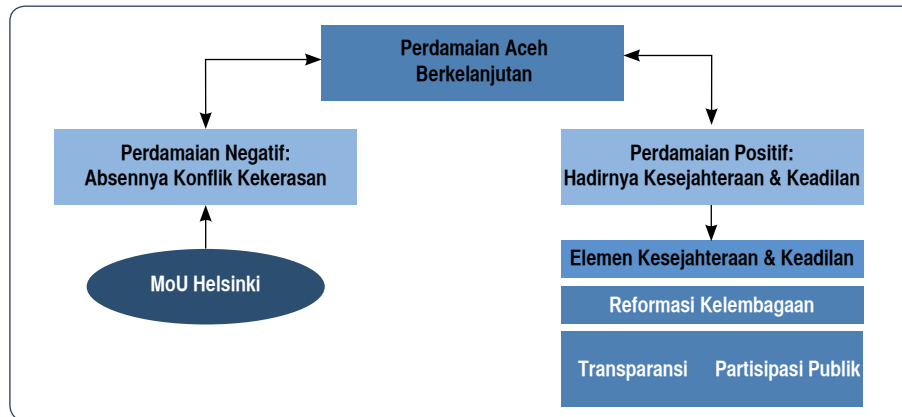 Perdamaian Aceh
Berkelanjutan
Perdamaian Negatif:
Absennya Konflik Kekerasan
Perdamaian Positif:
Hadirnya Kesejahteraan & Keadilan
MoU Helsinki
Elemen Kesejahteraan & Keadilan
Reformasi Kelembagaan
Transparansi Partisipasi Publik